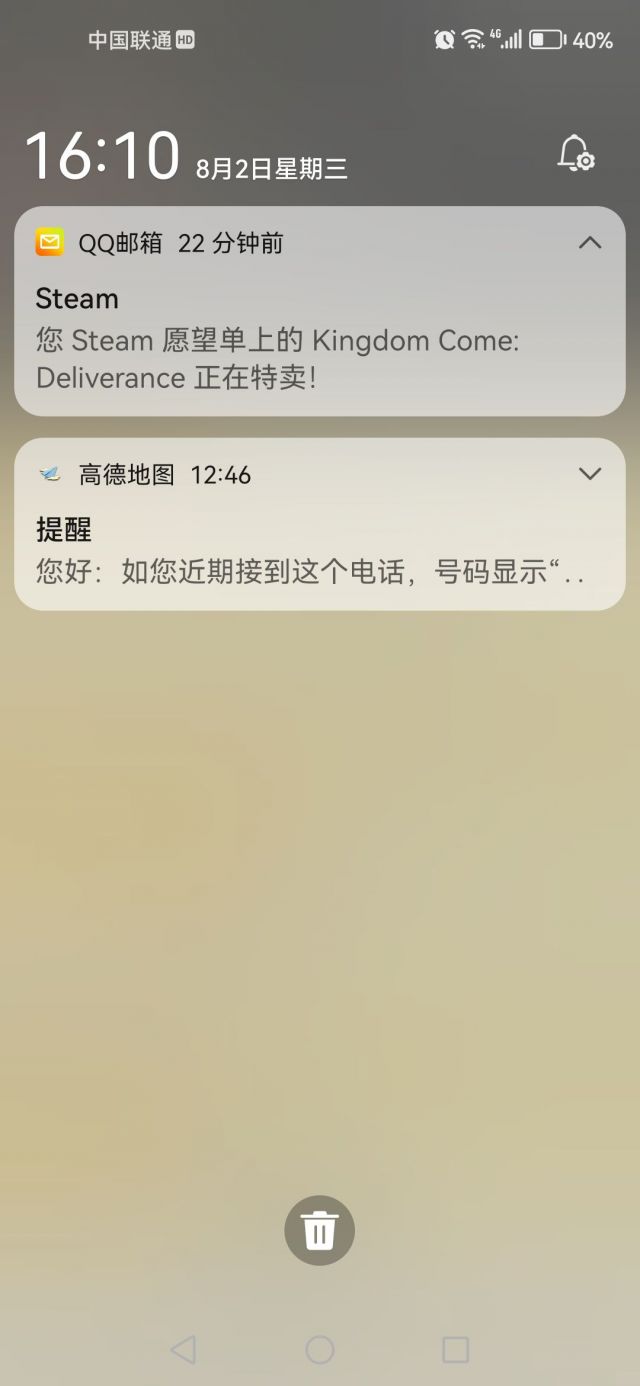 中国联通HD 4G 40%
16:10 8月2日星期三
QQ邮箱 22 分钟前
Steam
您 Steam 愿望单上的 Kingdom Come:
Deliverance 正在特卖！
高德地图 12:46
提醒
您好：如您近期接到这个电话，号码显示“..